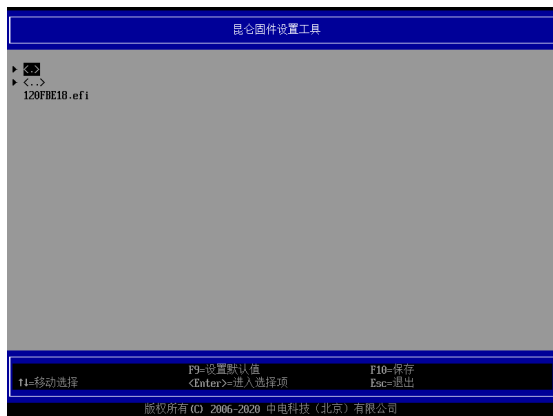 昆仑固件设置工具
<.>
<..>
120FBE18.efi
F9=设置默认值 F10=保存
↑↓=移动选择 <Enter>=进入选择项 Esc=退出
版权所有(C) 2006-2020 中电科技（北京）有限公司